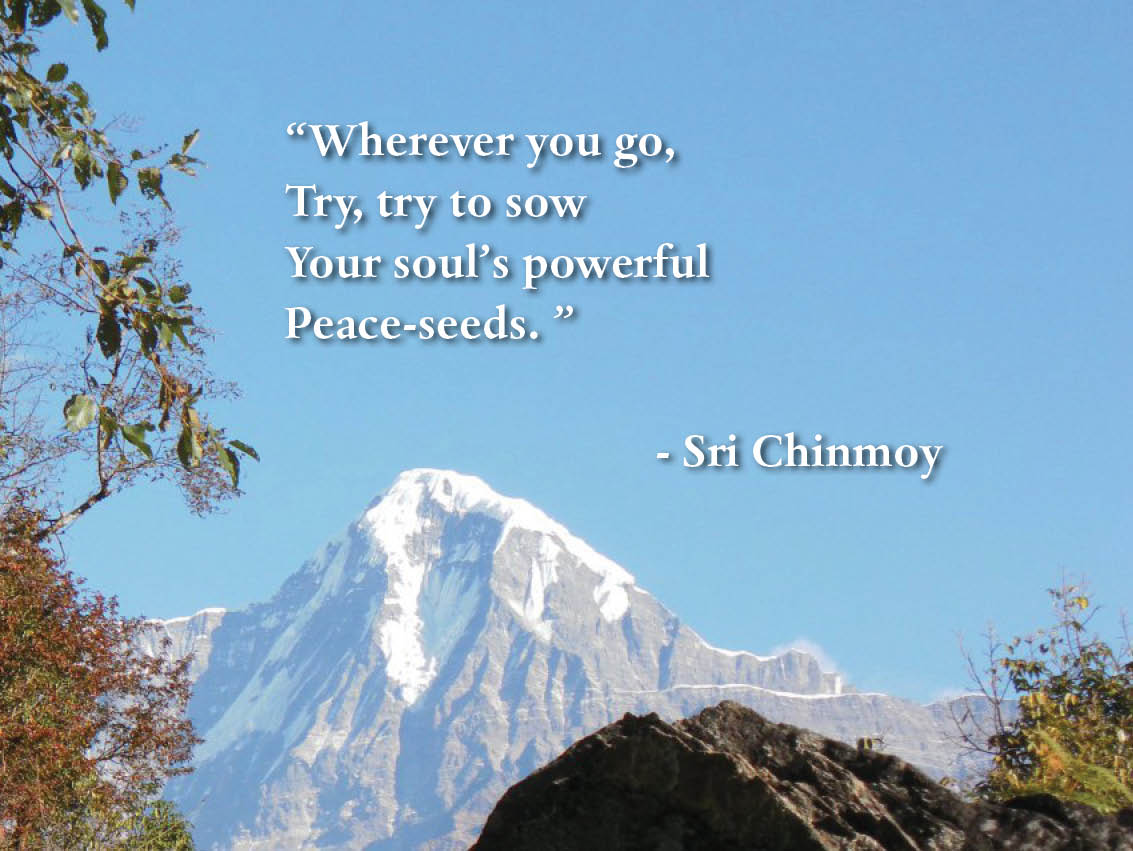 “Wherever you go,
Try, try to sow
Your soul’s powerful
Peace-seeds. ”
- Sri Chinmoy